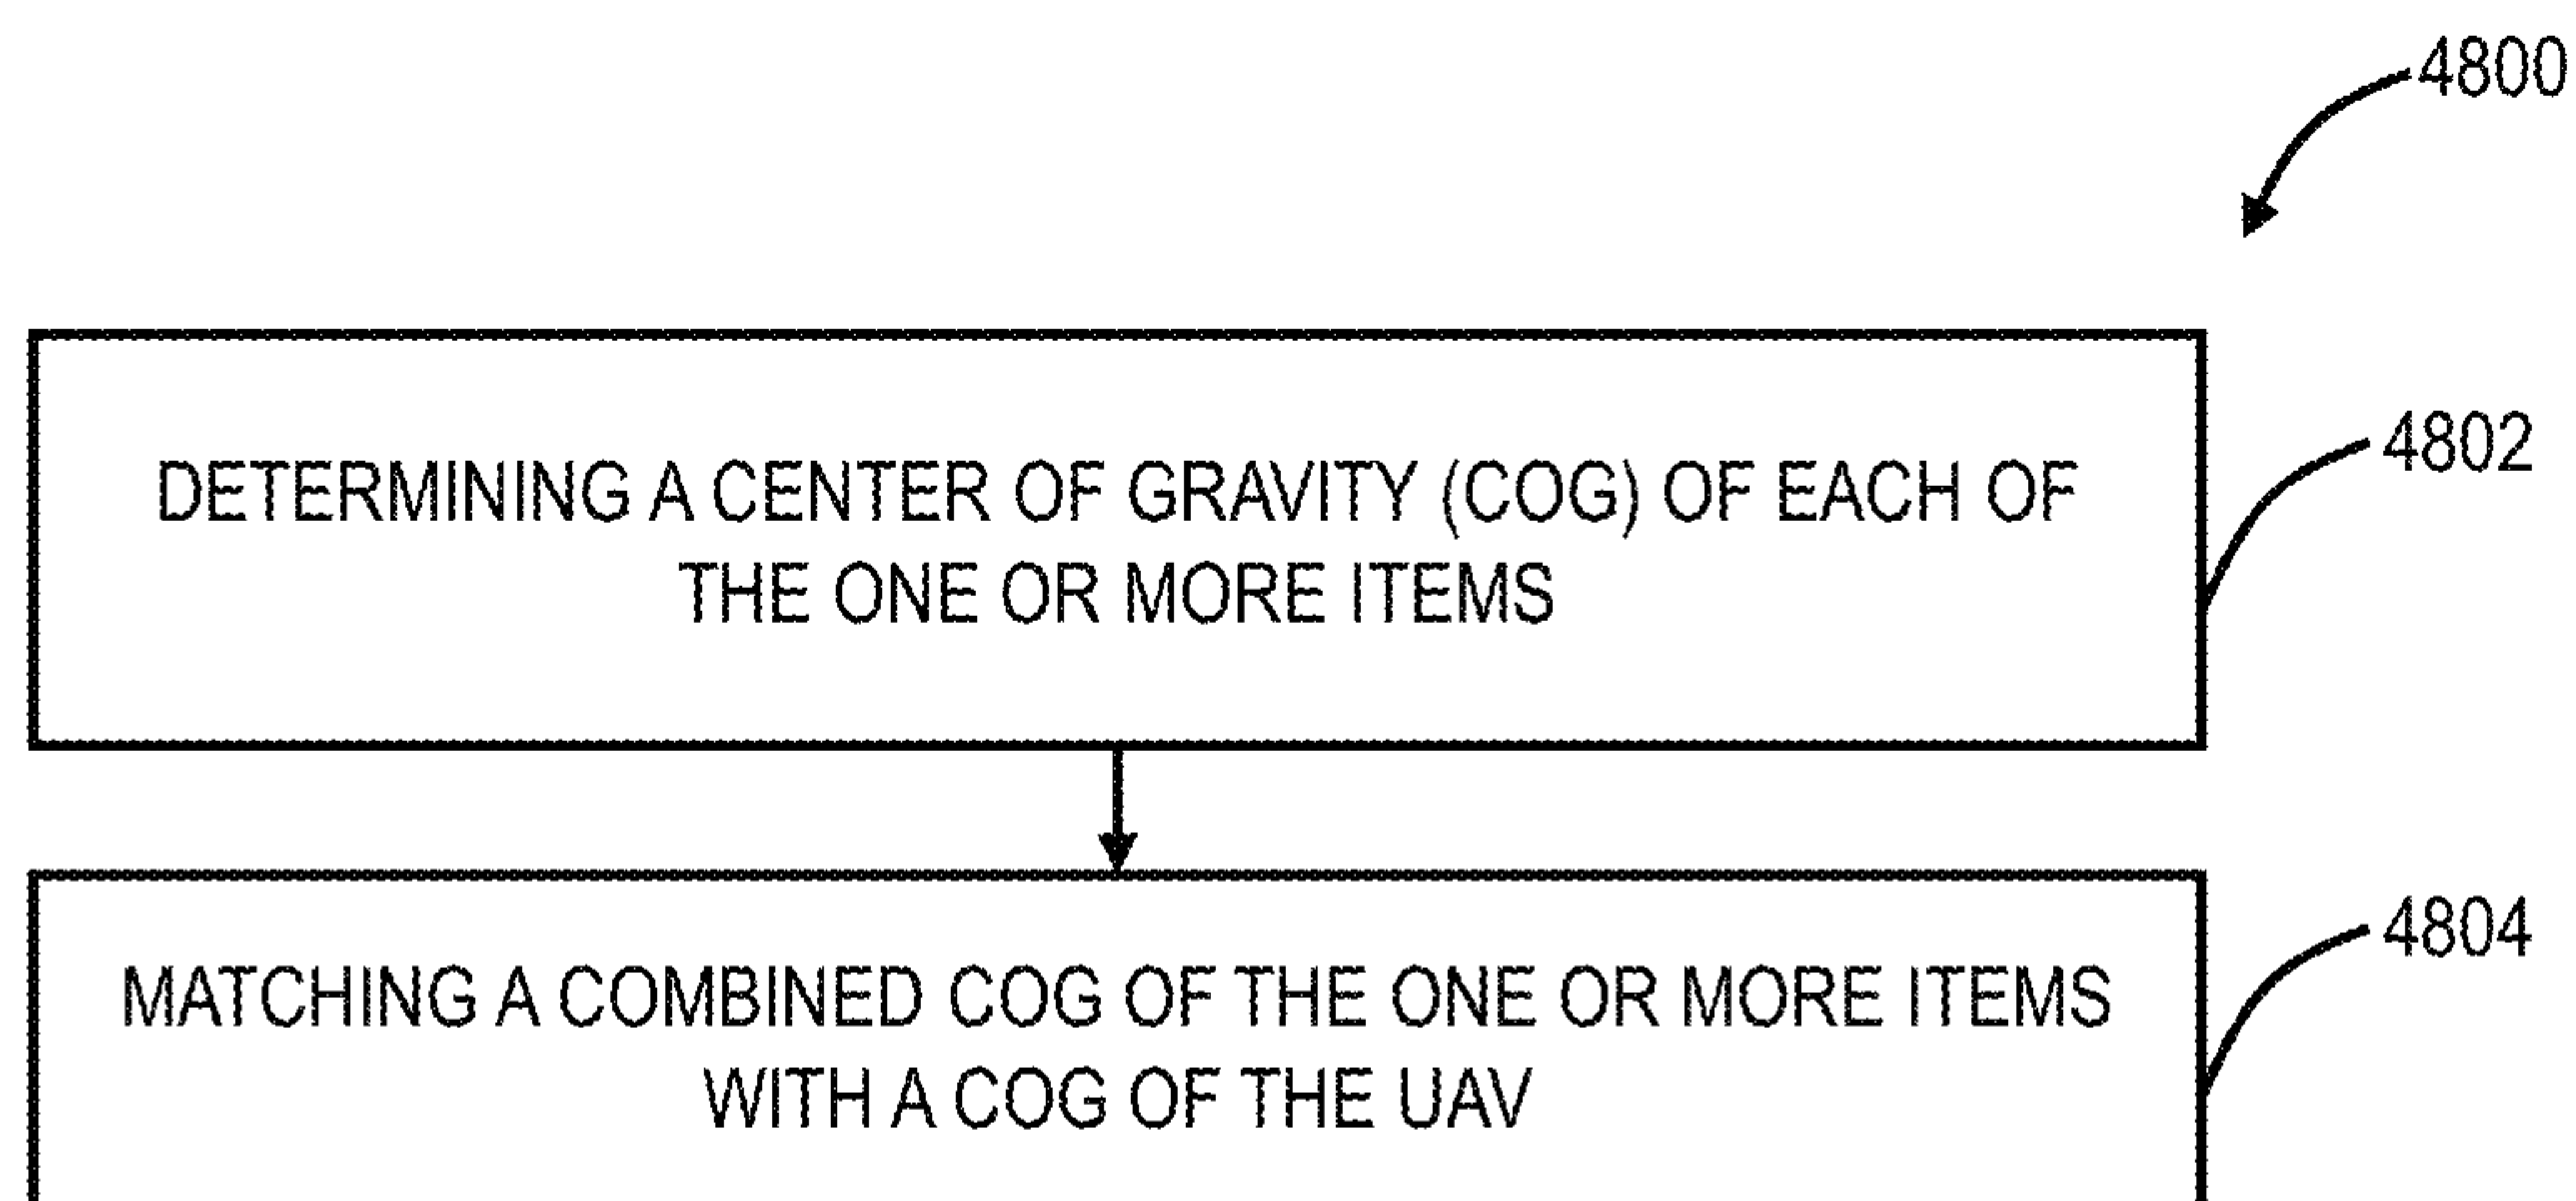 4800
4802
DETERMINING A CENTER OF GRAVITY (COG) OF EACH OF
THE ONE OR MORE ITEMS
4804
MATCHING A COMBINED COG OF THE ONE OR MORE ITEMS
WITH A COG OF THE UAV